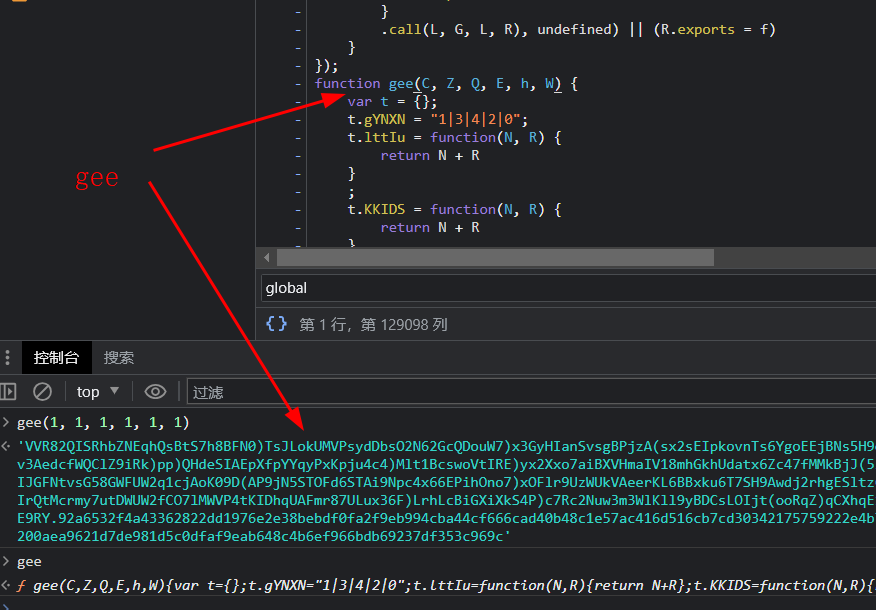 }
.call(L, G, L, R), undefined) || (R.exports = f)
}
});
function gee(C, Z, Q, E, h, W) {
var t = {};
t.gYNXN = "1|3|4|2|0";
t.lttIu = function(N, R) {
return N + R
}
;
t.KKIDS = function(N, R) {
return N + R
}
gee
global
{} 第 1 行，第 129098 列
控制台 搜索
top 过滤
gee(1, 1, 1, 1, 1, 1)
'VVR82QISRhbZNEqhQsBtS7h8BFN0)TsJLokUMVPsydDbsO2N62GcQDouW7)x3GyHIanSvsgBPjzA(sx2sEIpkovnTs6YgoEEjBNs5H9
v3AedcfWQClZ9iRk)pp)QHdeSIAEpXfpYYqyPxKpju4c4)Mlt1BcswoVtIRE)yx2Xxo7aiBXVHmaIV18mhGkhUdatx6Zc47fMMkBjJ(5
IJGFNtvsG58GWFUW2q1cjAoK09D(AP9jN5STOFd6STAi9Npc4x66EPihOno7)xOFlr9UzWUkVAeerKL6BBxku6T7SH9Awdj2rhgESltz
IrQtMcrmy7utDWUW2fCO7lMWVP4tKIDhqUAFmr87ULux36F)LrhLcBiGXiXkS4P)c7Rc2Nuw3m3WlKll9yBDCsLOIjt(ooRqZ)qCXhqE
E9RY.92a6532f4a43362822dd1976e2e38bebdf0fa2f9eb994cba44cf666cad40b48c1e57ac416d516cb7cd30342175759222e4b
200aea9621d7de981d5c0dfaf9eab648c4b6ef966bdb69237df353c969c'
gee
ƒ gee(C,Z,Q,E,h,W){var t={};t.gYNXN="1|3|4|2|0";t.lttIu=function(N,R){return N+R};t.KKIDS=function(N,R){